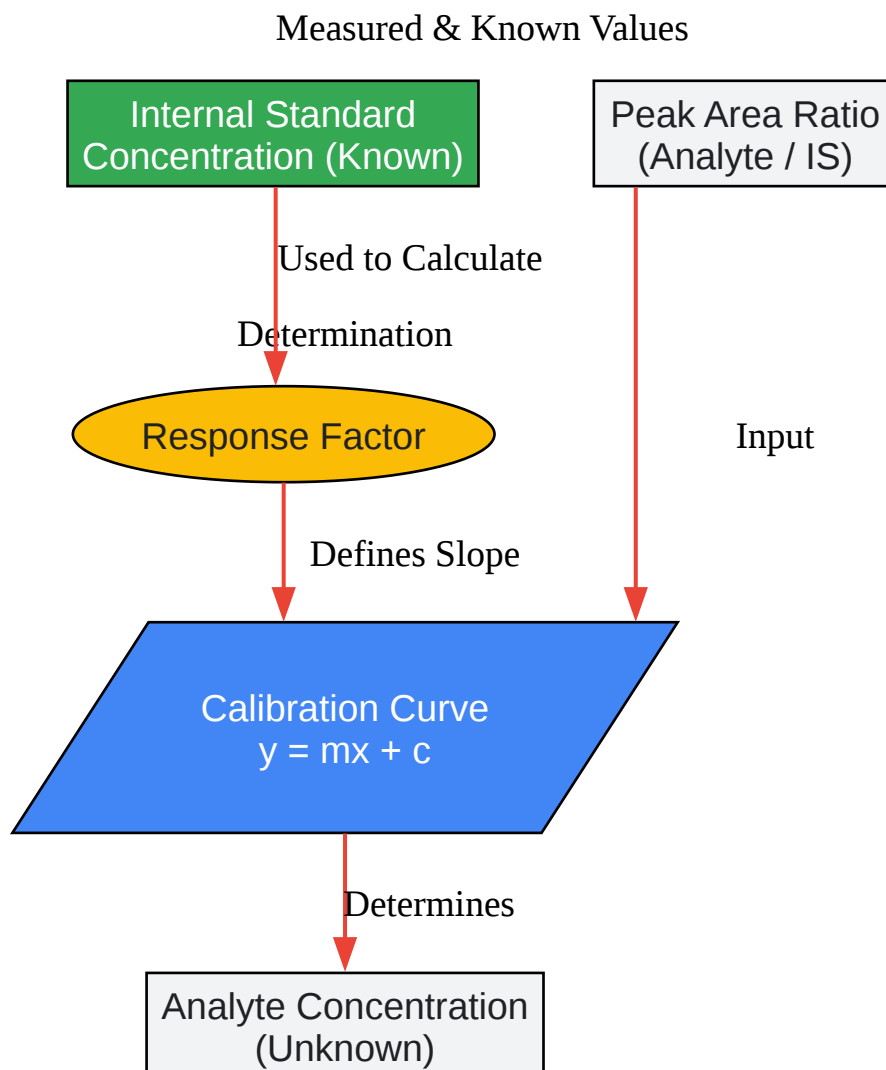 Measured & Known Values
Internal Standard
Concentration (Known)
Peak Area Ratio
(Analyte / IS)
Used to Calculate
Determination
Response Factor
Input
Defines Slope
Calibration Curve
y = mx + c
Determines
Analyte Concentration
(Unknown)